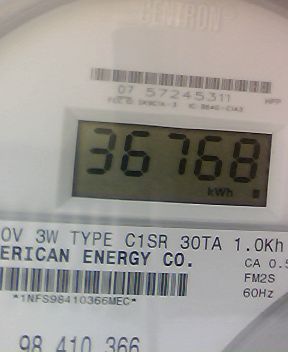 CENTRON
07 57245311
36768
kWh
0V 3W TYPE C1SR 30TA 1.0Kh
ERICAN ENERGY CO.
CA 0.5
FM2S
60Hz
*1NFS98410366MEC*
98 410 366